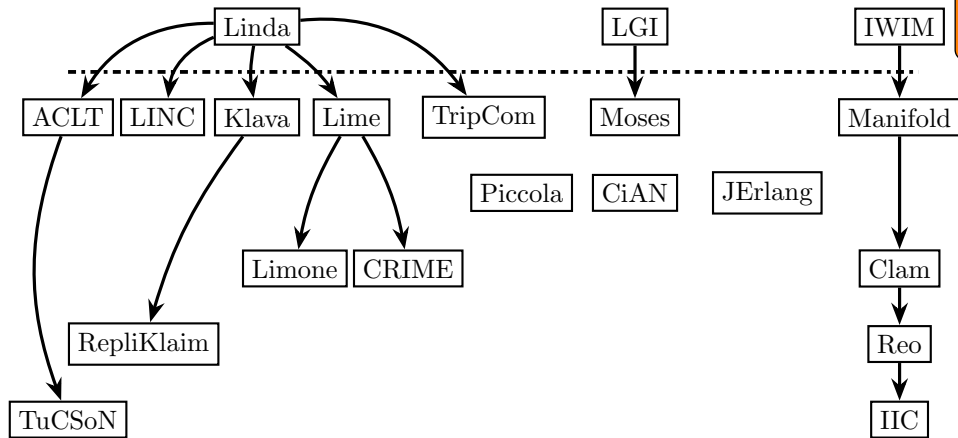 Linda
LGI
IWIM
ACLT
LINC
Klava
Lime
TripCom
Moses
Manifold
Piccola
CiAN
JErlang
Limone
CRIME
Clam
RepliKlaim
Reo
TuCSoN
IIC